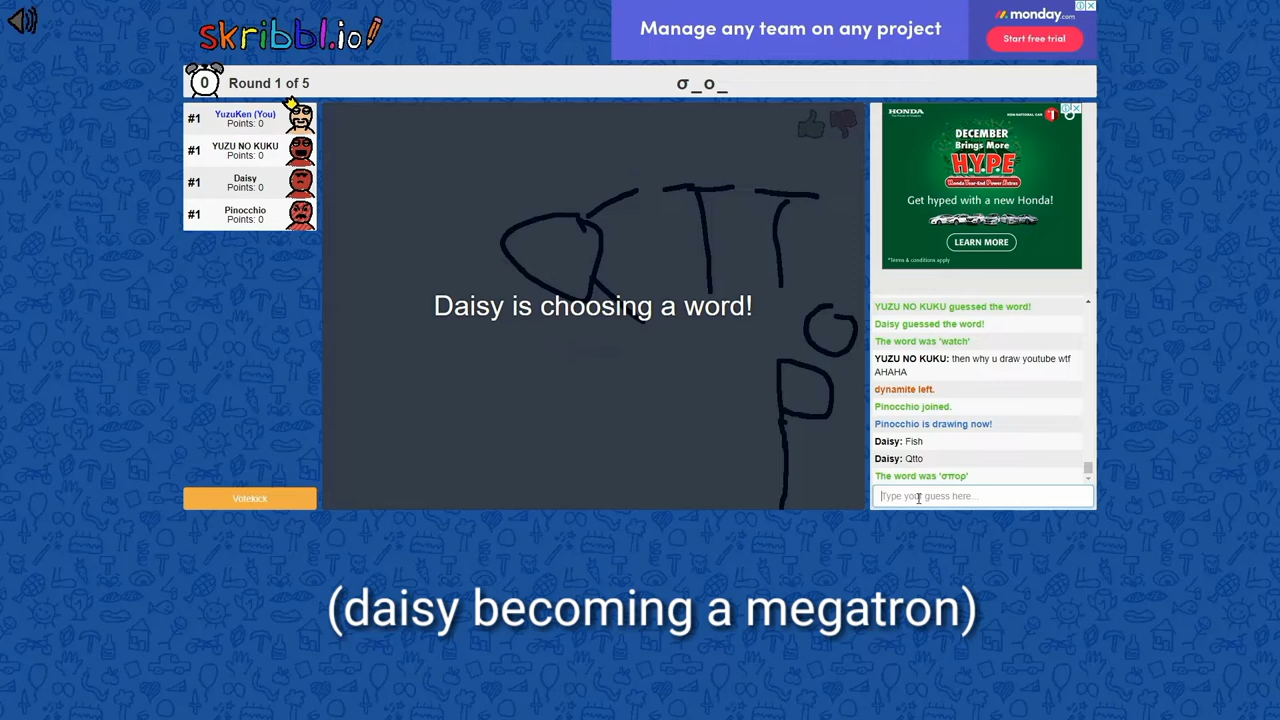 skribbl.io!
Manage any team on any project
monday.com
Start free trial
0
Round 1 of 5
σ_ο_
#1
YuzuKen (You)
Points: 0
#1
YUZU NO KUKU
Points: 0
#1
Daisy
Points: 0
#1
Pinocchio
Points: 0
Votekick
Daisy is choosing a word!
HONDA
#1
DECEMBER
Brings More
HYPE
Get hyped with a new Honda!
LEARN MORE
*Terms & conditions apply
YUZU NO KUKU guessed the word!
Daisy guessed the word!
The word was 'watch'
YUZU NO KUKU: then why u draw youtube wtf
AHAHA
dynamite left.
Pinocchio joined.
Pinocchio is drawing now!
Daisy: Fish
Daisy: Qtto
The word was 'σπορ'
Type your guess here...
(daisy becoming a megatron)